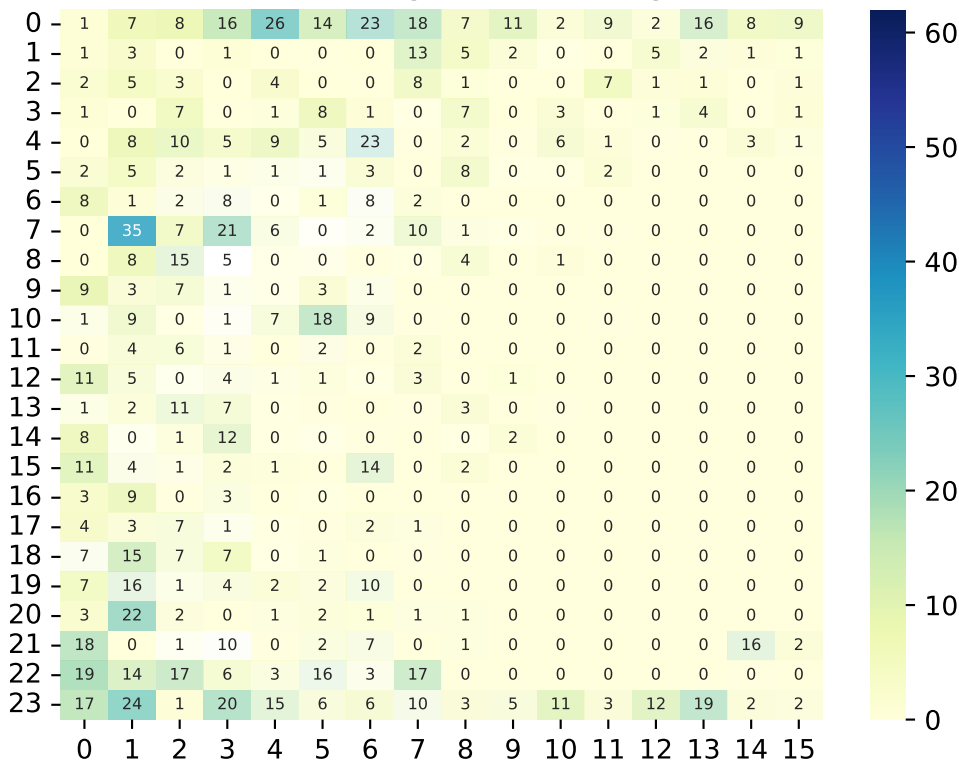 0 1 7 8 16 26 14 23 18 7 11 2 9 2 16 8 9
1 1 3 0 1 0 0 0 13 5 2 0 0 5 2 1 1
2 2 5 3 0 4 0 0 8 1 0 0 7 1 1 0 1
3 1 0 7 0 1 8 1 0 7 0 3 0 1 4 0 1
4 0 8 10 5 9 5 23 0 2 0 6 1 0 0 3 1
5 2 5 2 1 1 1 3 0 8 0 0 2 0 0 0 0
6 8 1 2 8 0 1 8 2 0 0 0 0 0 0 0 0
7 0 35 7 21 6 0 2 10 1 0 0 0 0 0 0 0
8 0 8 15 5 0 0 0 0 4 0 1 0 0 0 0 0
9 9 3 7 1 0 3 1 0 0 0 0 0 0 0 0 0
10 1 9 0 1 7 18 9 0 0 0 0 0 0 0 0 0
11 0 4 6 1 0 2 0 2 0 0 0 0 0 0 0 0
12 11 5 0 4 1 1 0 3 0 1 0 0 0 0 0 0
13 1 2 11 7 0 0 0 0 3 0 0 0 0 0 0 0
14 8 0 1 12 0 0 0 0 0 2 0 0 0 0 0 0
15 11 4 1 2 1 0 14 0 2 0 0 0 0 0 0 0
16 3 9 0 3 0 0 0 0 0 0 0 0 0 0 0 0
17 4 3 7 1 0 0 2 1 0 0 0 0 0 0 0 0
18 7 15 7 7 0 1 0 0 0 0 0 0 0 0 0 0
19 7 16 1 4 2 2 10 0 0 0 0 0 0 0 0 0
20 3 22 2 0 1 2 1 1 1 0 0 0 0 0 0 0
21 18 0 1 10 0 2 7 0 1 0 0 0 0 0 16 2
22 19 14 17 6 3 16 3 17 0 0 0 0 0 0 0 0
23 17 24 1 20 15 6 6 10 3 5 11 3 12 19 2 2
0 1 2 3 4 5 6 7 8 9 10 11 12 13 14 15
60
50
40
30
20
10
0